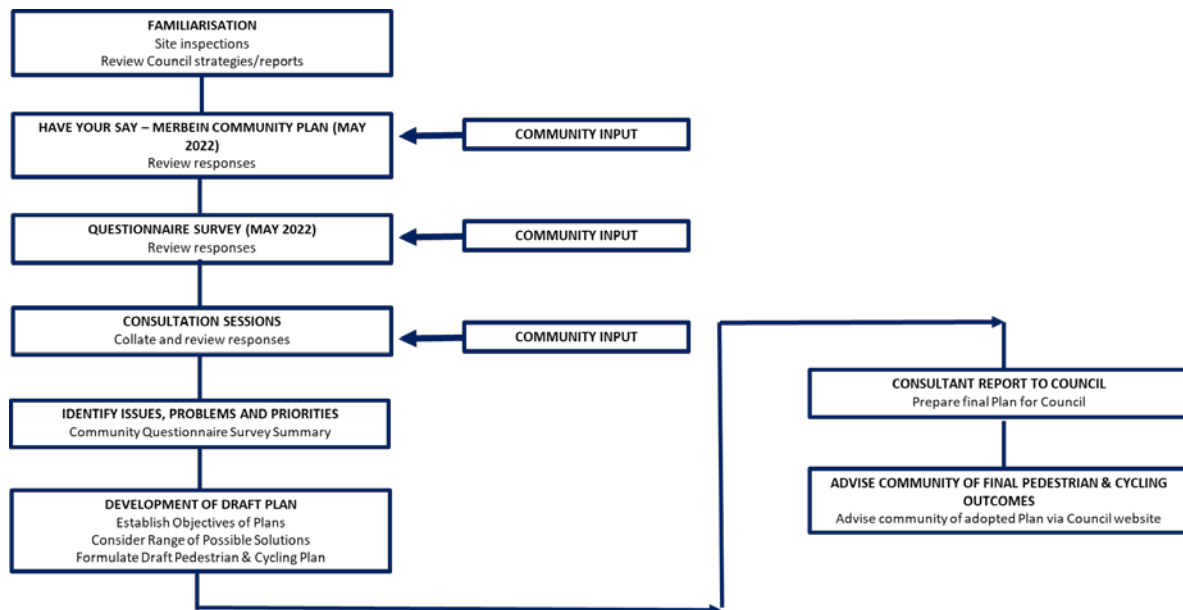 FAMILIARISATION
Site inspections
Review Council strategies/reports
HAVE YOUR SAY – MERBEIN COMMUNITY PLAN (MAY
2022)
Review responses
COMMUNITY INPUT
QUESTIONNAIRE SURVEY (MAY 2022)
Review responses
COMMUNITY INPUT
CONSULTATION SESSIONS
Collate and review responses
COMMUNITY INPUT
IDENTIFY ISSUES, PROBLEMS AND PRIORITIES
Community Questionnaire Survey Summary
DEVELOPMENT OF DRAFT PLAN
Establish Objectives of Plans
Consider Range of Possible Solutions
Formulate Draft Pedestrian & Cycling Plan
CONSULTANT REPORT TO COUNCIL
Prepare final Plan for Council
ADVISE COMMUNITY OF FINAL PEDESTRIAN & CYCLING
OUTCOMES
Advise community of adopted Plan via Council website